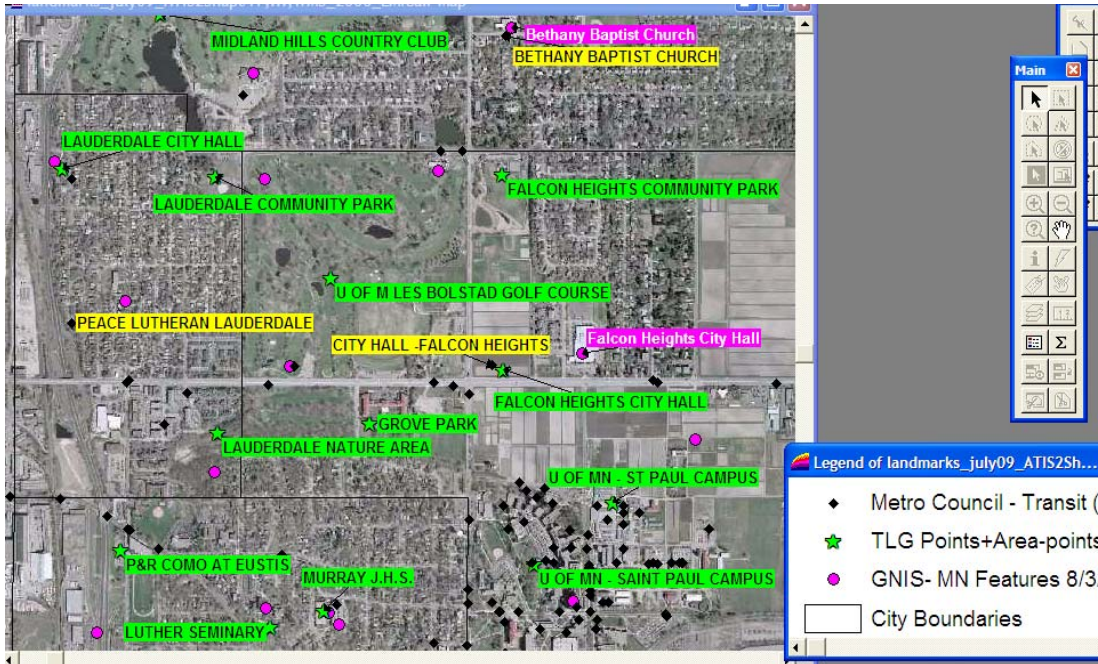 MIDLAND HILLS COUNTRY CLUB
Bethany Baptist Church
BETHANY BAPTIST CHURCH
Main
LAUDERDALE CITY HALL
FALCON HEIGHTS COMMUNITY PARK
LAUDERDALE COMMUNITY PARK
U OF M LES BOLSTAD GOLF COURSE
PEACE LUTHERAN LAUDERDALE
CITY HALL -FALCON HEIGHTS
Falcon Heights City Hall
FALCON HEIGHTS CITY HALL
GROVE PARK
LAUDERDALE NATURE AREA
U OF MN - ST PAUL CAMPUS
P&R COMO AT EUSTIS
MURRAY J.H.S.
U OF MN - SAINT PAUL CAMPUS
LUTHER SEMINARY
Legend of landmarks_july09_ATIS2Sh...
Metro Council - Transit (
TLG Points+Area-points
GNIS- MN Features 8/3
City Boundaries